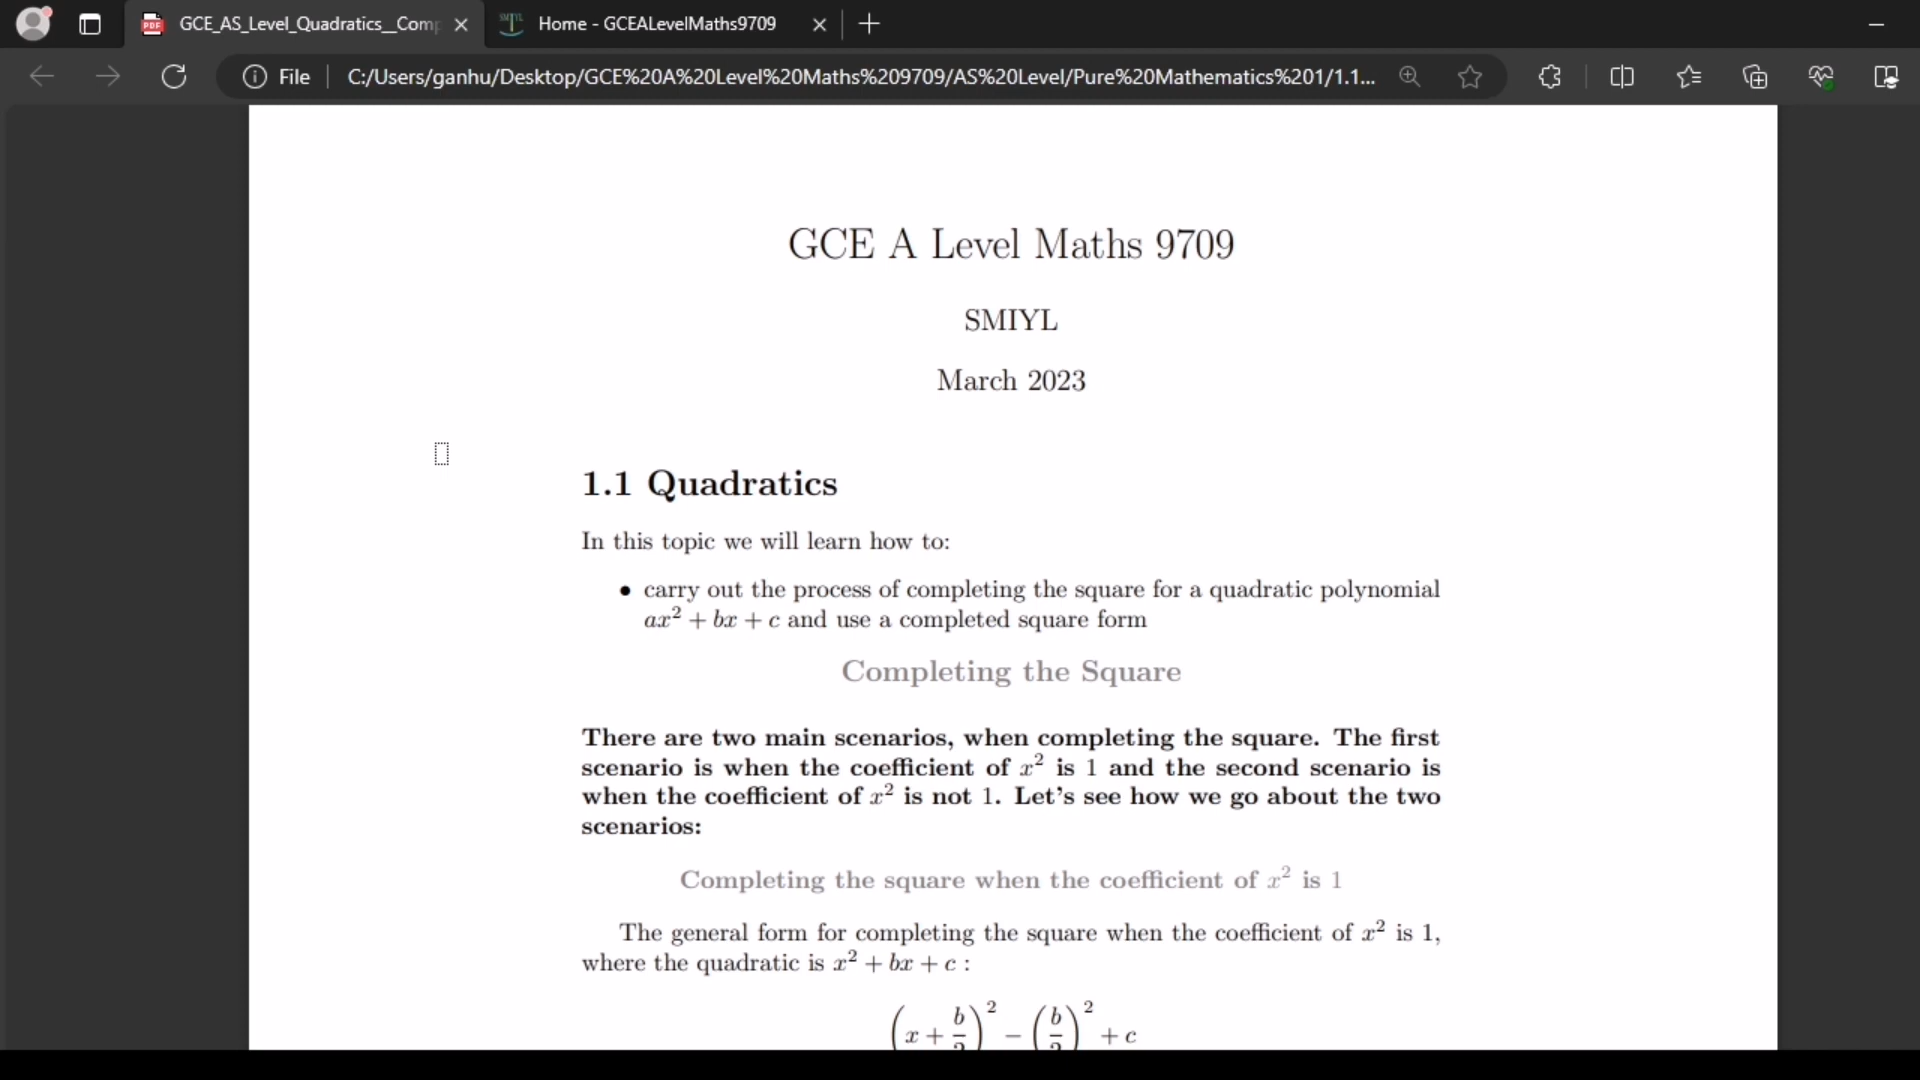 GCE_AS_Level_Quadratics__Comp
Home - GCEALevelMaths9709
File
C:/Users/ganhu/Desktop/GCE%20A%20Level%20Maths%209709/AS%20Level/Pure%20Mathematics%201/1.1...
GCE A Level Maths 9709
SMIYL
March 2023
1.1 Quadratics
In this topic we will learn how to:
• carry out the process of completing the square for a quadratic polynomial
ax² + bx + c and use a completed square form
Completing the Square
There are two main scenarios, when completing the square. The first
scenario is when the coefficient of x² is 1 and the second scenario is
when the coefficient of x² is not 1. Let's see how we go about the two
scenarios:
Completing the square when the coefficient of x² is 1
The general form for completing the square when the coefficient of x² is 1,
where the quadratic is x² + bx + c :
(x + b/2)² − (b/2)² + c